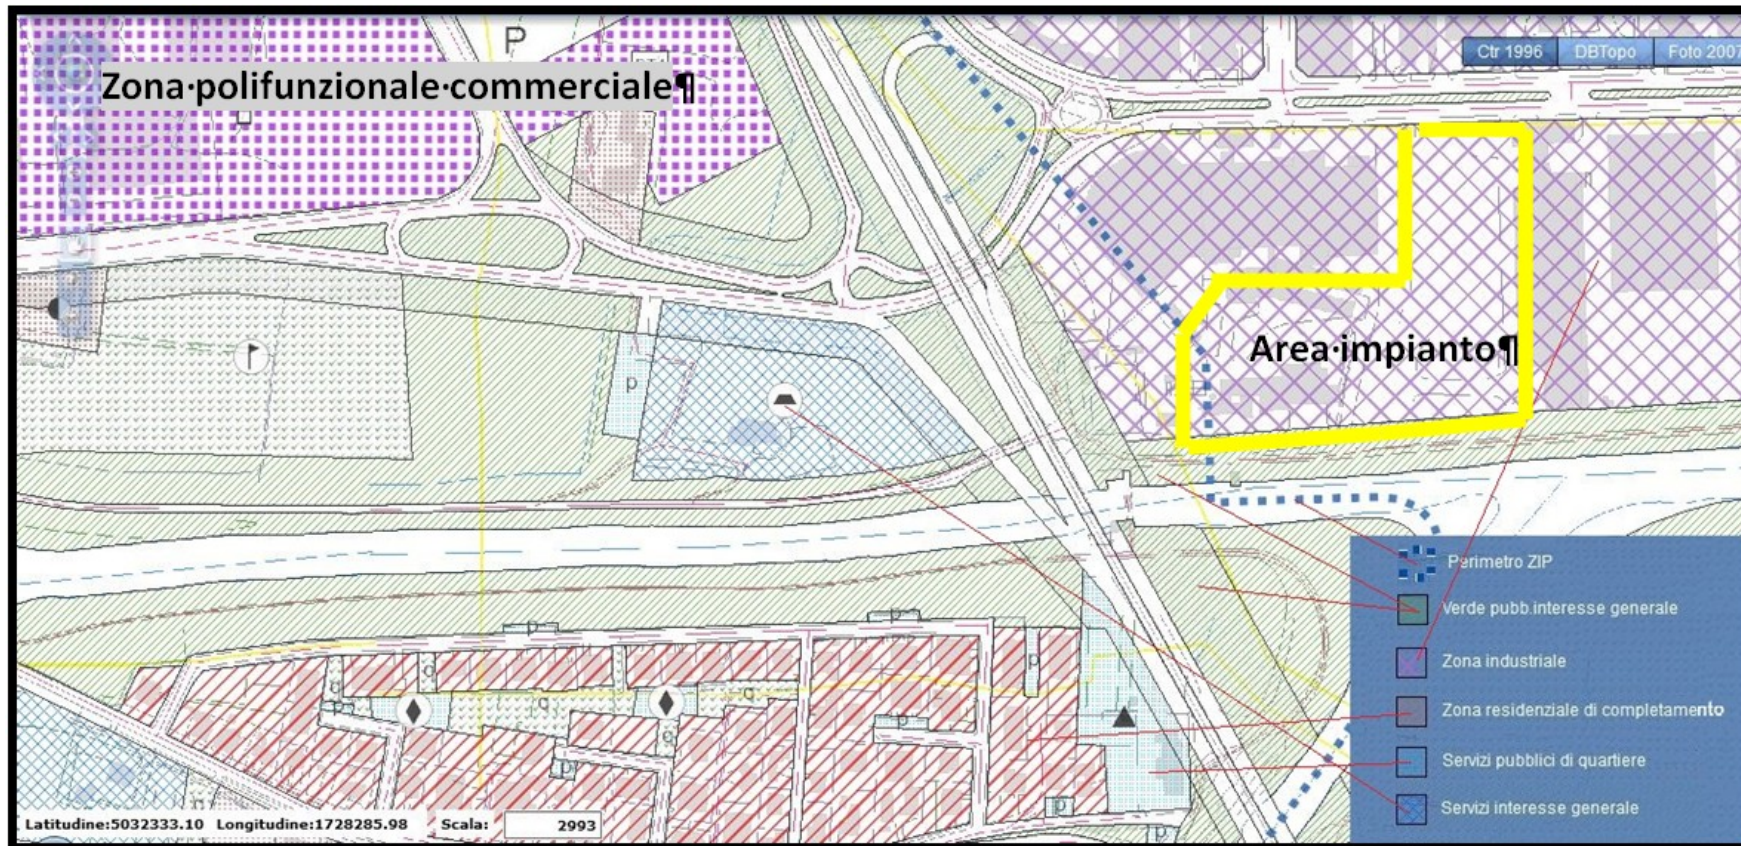 P
Ctr 1996 DBTopo Foto 2007
Zona·polifunzionale·commerciale¶
Area·impianto¶
p
Perimetro ZIP
Verde pubb.interesse generale
p
p
Zona industriale
p
q
q
q
q
Zona residenziale di completamento
p
p
q
Servizi pubblici di quartiere
p
Servizi interesse generale
p
p
Latitudine:5032333.10 Longitudine:1728285.98 Scala: 2993